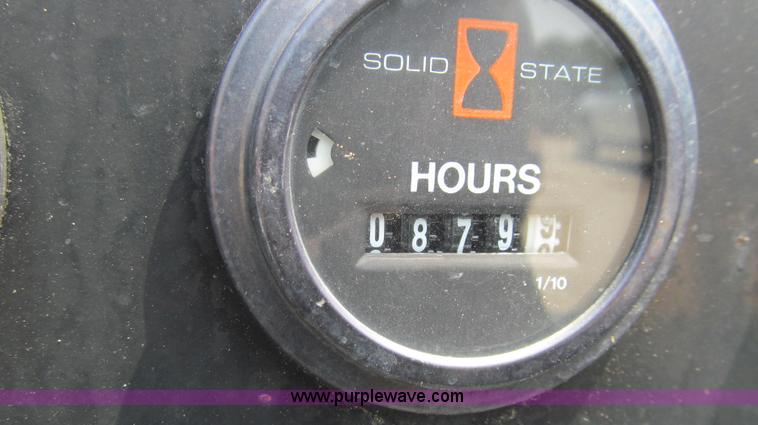 SOLID STATE
HOURS
0879
1/10
www.purplewave.com